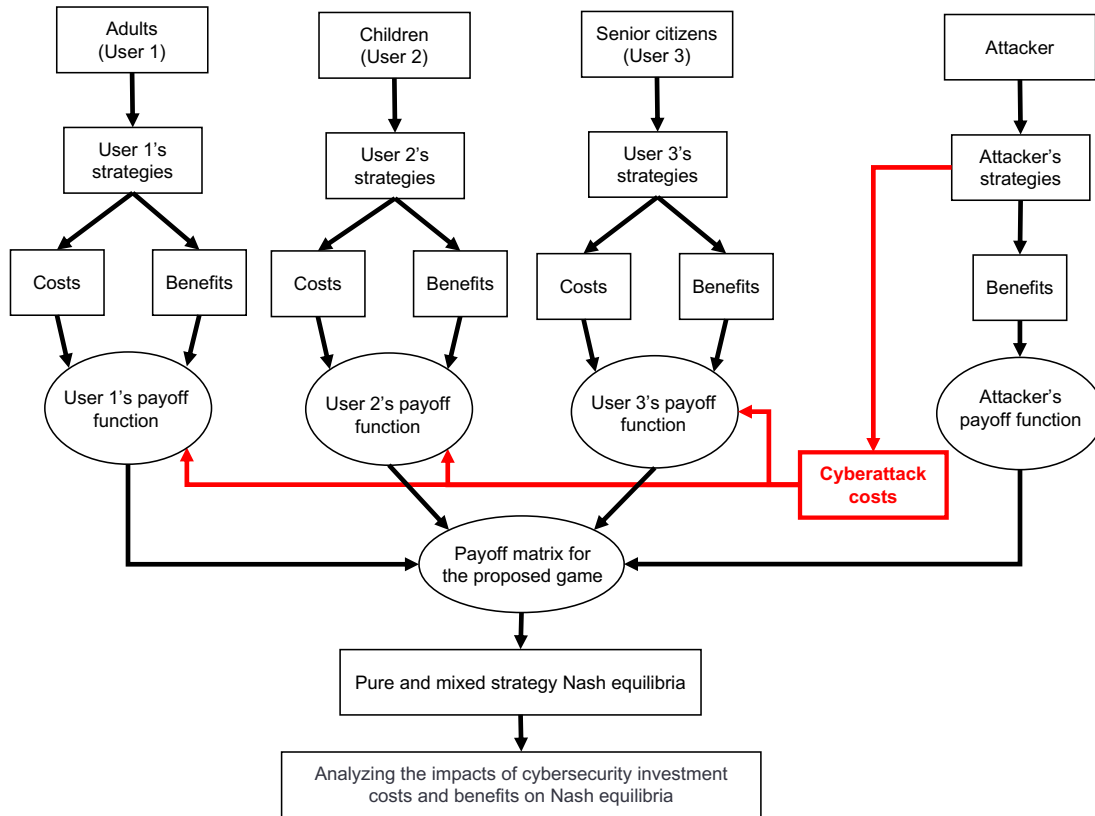 Adults
(User 1)
Children
(User 2)
Senior citizens
(User 3)
Attacker
User 1’s
strategies
User 2’s
strategies
User 3’s
strategies
Attacker’s
strategies
Costs
Benefits
Costs
Benefits
Costs
Benefits
Benefits
User 1’s payoff
function
User 2’s payoff
function
User 3’s payoff
function
Attacker’s
payoff function
Cyberattack
costs
Payoff matrix for
the proposed game
Pure and mixed strategy Nash equilibria
Analyzing the impacts of cybersecurity investment
costs and benefits on Nash equilibria